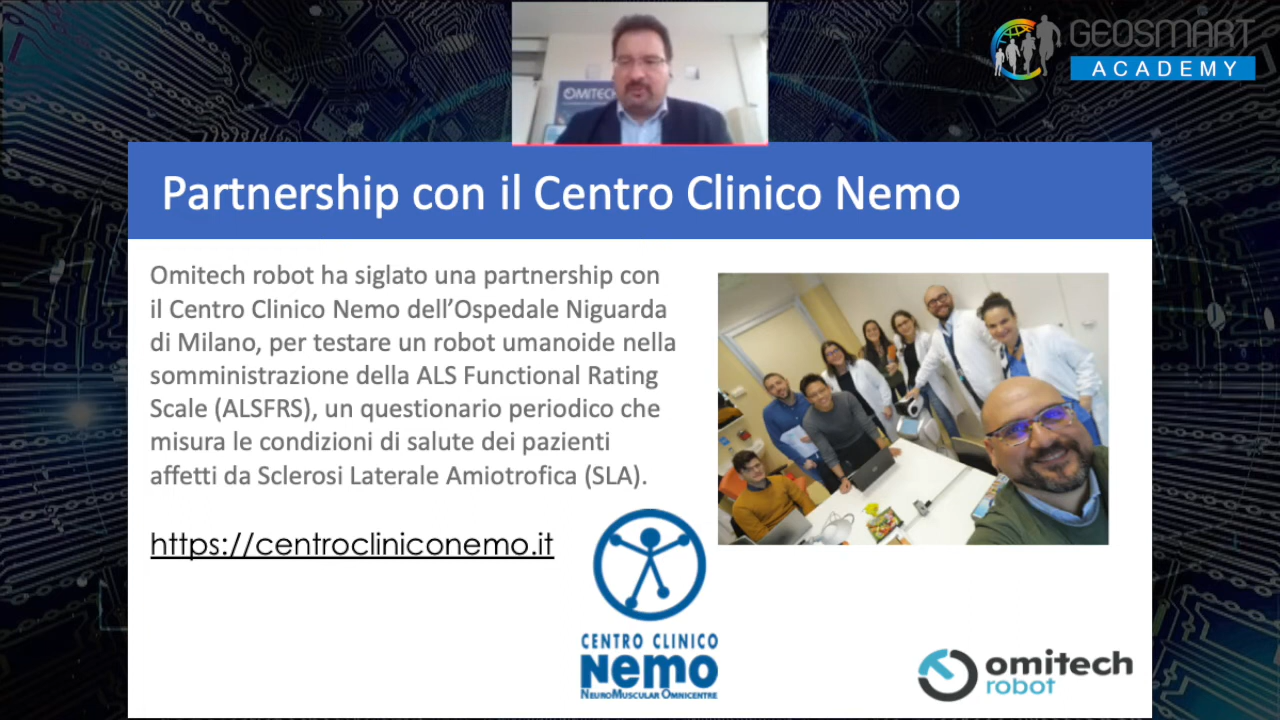 GEOSMART
ACADEMY
OMITECH
Partnership con il Centro Clinico Nemo
Omitech robot ha siglato una partnership con
il Centro Clinico Nemo dell’Ospedale Niguarda
di Milano, per testare un robot umanoide nella
somministrazione della ALS Functional Rating
Scale (ALSFRS), un questionario periodico che
misura le condizioni di salute dei pazienti
affetti da Sclerosi Laterale Amiotrofica (SLA).
https://centrocliniconemo.it
CENTRO CLINICO
Nemo
NeuroMuscular Omnicentre
omitech
robot